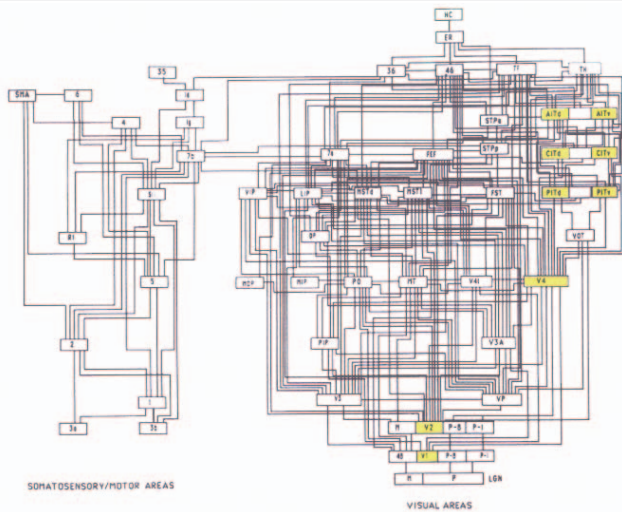 HC
ER
36 46 TF TH
35
SMA 6
4
Ig
7b
STPa
AITd AITv
STPp
7a FEF
CITd CITv
VIP LIP MSTd MSTl FST PITd PITv
DP VOT
Ri
5
MDP MIP PO MT V4t V4
2
PIP V3A
1
V3 VP
3a 3b
M V2 P-B P-I
V1 P-B P-I
M P LGN
SOMATOSENSORY/MOTOR AREAS
VISUAL AREAS